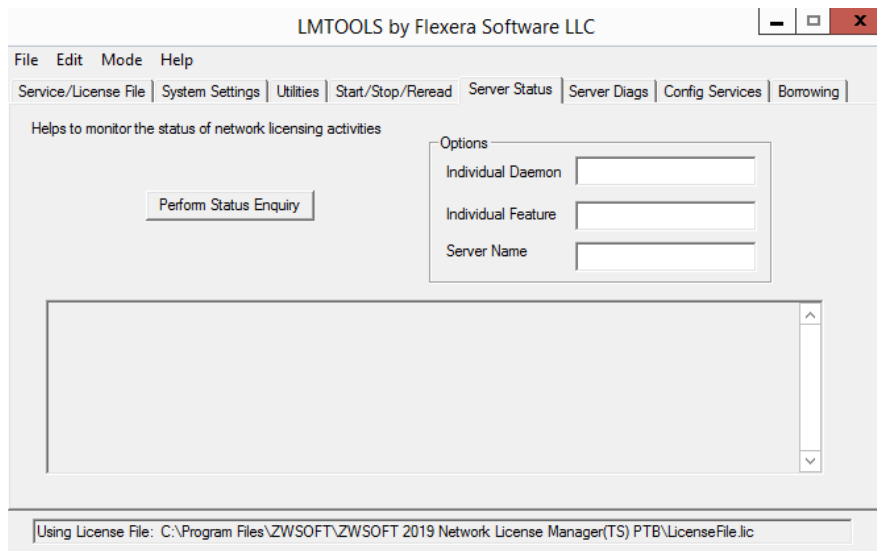 LMTOOLS by Flexera Software LLC
File Edit Mode Help
Service/License File System Settings Utilities Start/Stop/Reread Server Status Server Diags Config Services Borrowing
Helps to monitor the status of network licensing activities
Options
Individual Daemon
Perform Status Enquiry
Individual Feature
Server Name
Using License File: C:\Program Files\ZWSOFT\ZWSOFT 2019 Network License Manager(TS) PTB\LicenseFile.lic